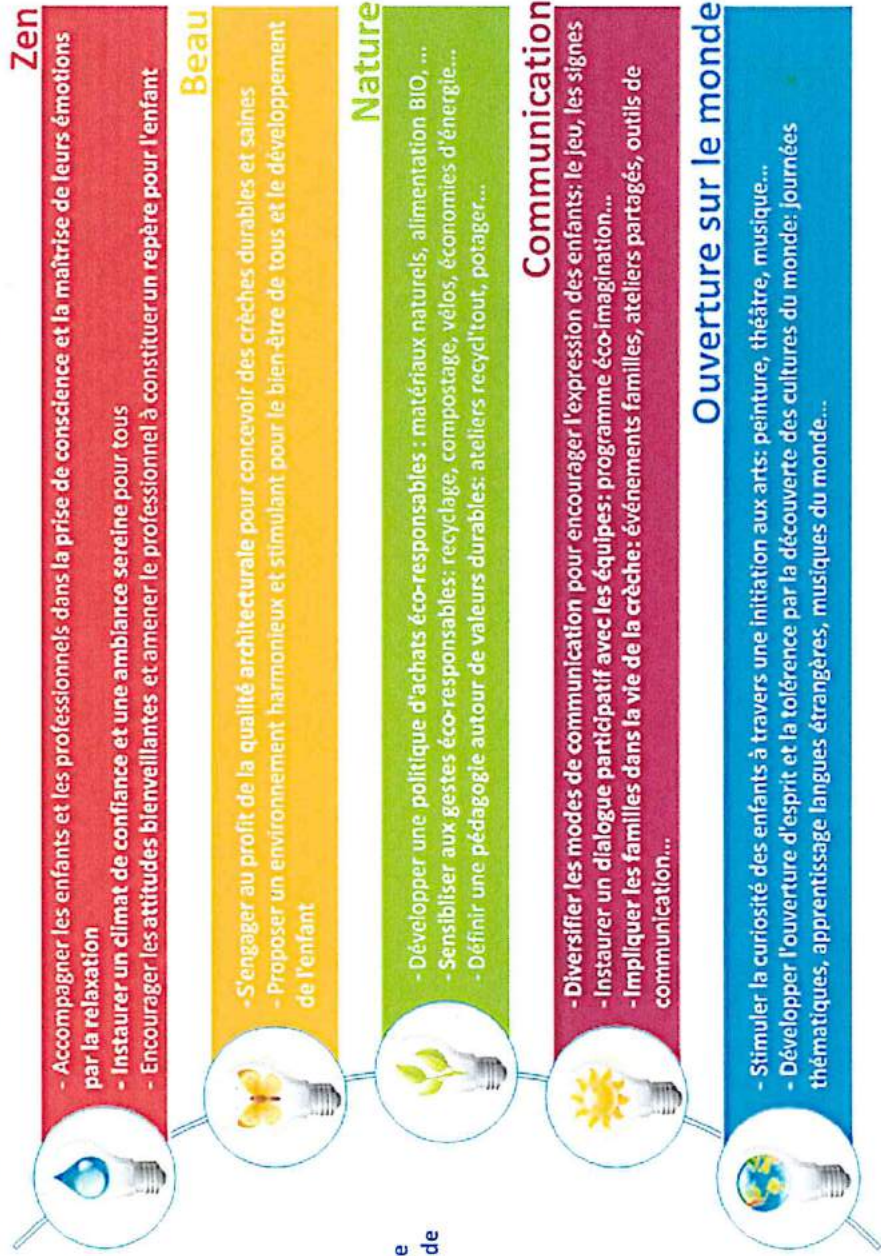 Zen
- Accompagner les enfants et les professionnels dans la prise de conscience et la maîtrise de leurs émotions
par la relaxation
- Instaurer un climat de confiance et une ambiance sereine pour tous
- Encourager les attitudes bienveillantes et amener le professionnel à constituer un repère pour l'enfant
Beau
- S'engager au profit de la qualité architecturale pour concevoir des crèches durables et saines
- Proposer un environnement harmonieux et stimulant pour le bien-être de tous et le développement
de l'enfant
Nature
- Développer une politique d'achats éco-responsables : matériaux naturels, alimentation BIO, ...
- Sensibliser aux gestes éco-responsables: recyclage, compostage, vélos, économies d'énergie...
- Définir une pédagogie autour de valeurs durables: ateliers recycl'tout, potager...
Communication
- Diversifier les modes de communication pour encourager l'expression des enfants: le jeu, les signes
- Instaurer un dialogue participatif avec les équipes: programme éco-imagination...
- Impliquer les familles dans la vie de la crèche: événements familles, ateliers partagés, outils de
communication...
Ouverture sur le monde
- Stimuler la curiosité des enfants à travers une initiation aux arts: peinture, théâtre, musique...
- Développer l'ouverture d'esprit et la tolérence par la découverte des cultures du monde: journées
thématiques, apprentissage langues étrangères, musiques du monde...
e
de